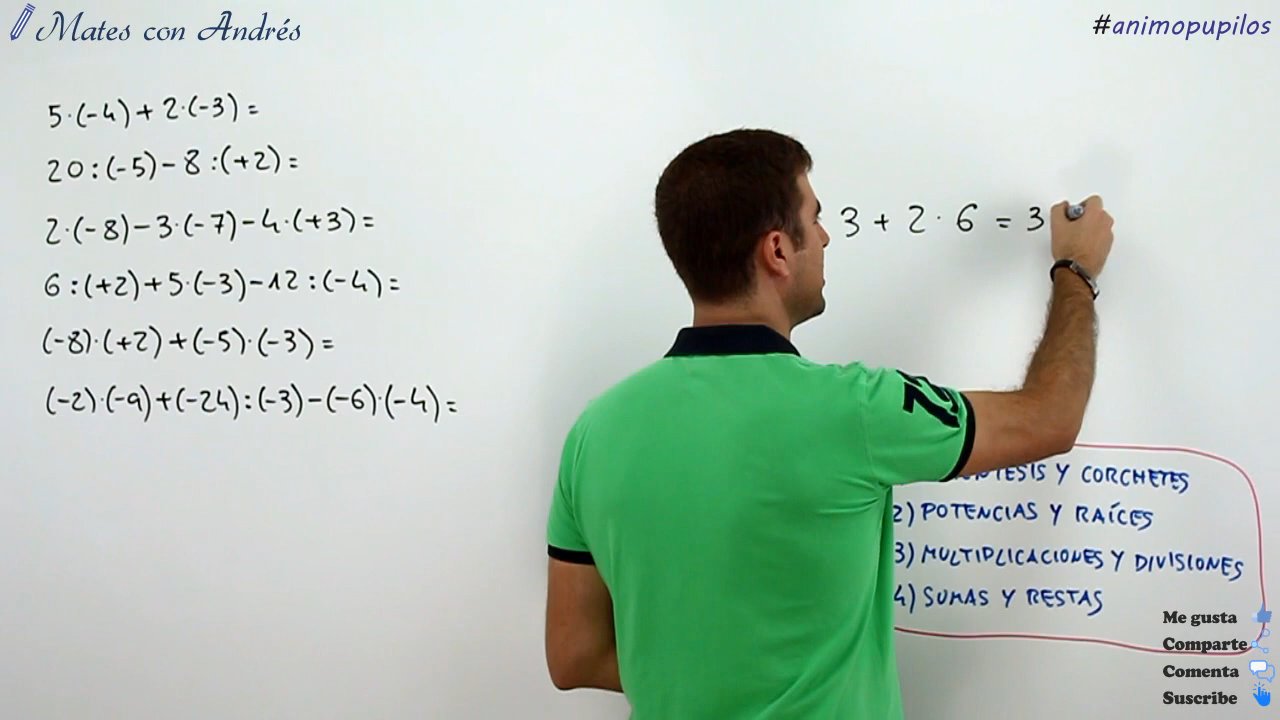 Mates con Andrés
#animopupilos
5·(-4)+2·(-3)=
20:(-5)-8:(+2)=
2·(-8)-3·(-7)-4·(+3)=
6:(+2)+5·(-3)-12:(-4)=
(-8)·(+2)+(-5)·(-3)=
(-2)·(-9)+(-24):(-3)-(-6)·(-4)=
3+2·6=3
Y CORCHETES
2) POTENCIAS Y RAÍCES
3) MULTIPLICACIONES Y DIVISIONES
4) SUMAS Y RESTAS
Me gusta
Comparte
Comenta
Suscribe